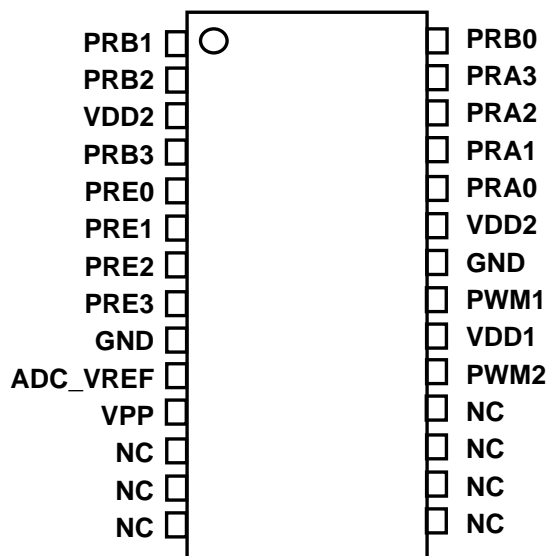 PRB1 PRB0
PRB2 PRA3
VDD2 PRA2
PRB3 PRA1
PRE0 PRA0
PRE1 VDD2
PRE2 GND
PRE3 PWM1
GND VDD1
ADC_VREF PWM2
VPP NC
NC NC
NC NC
NC NC